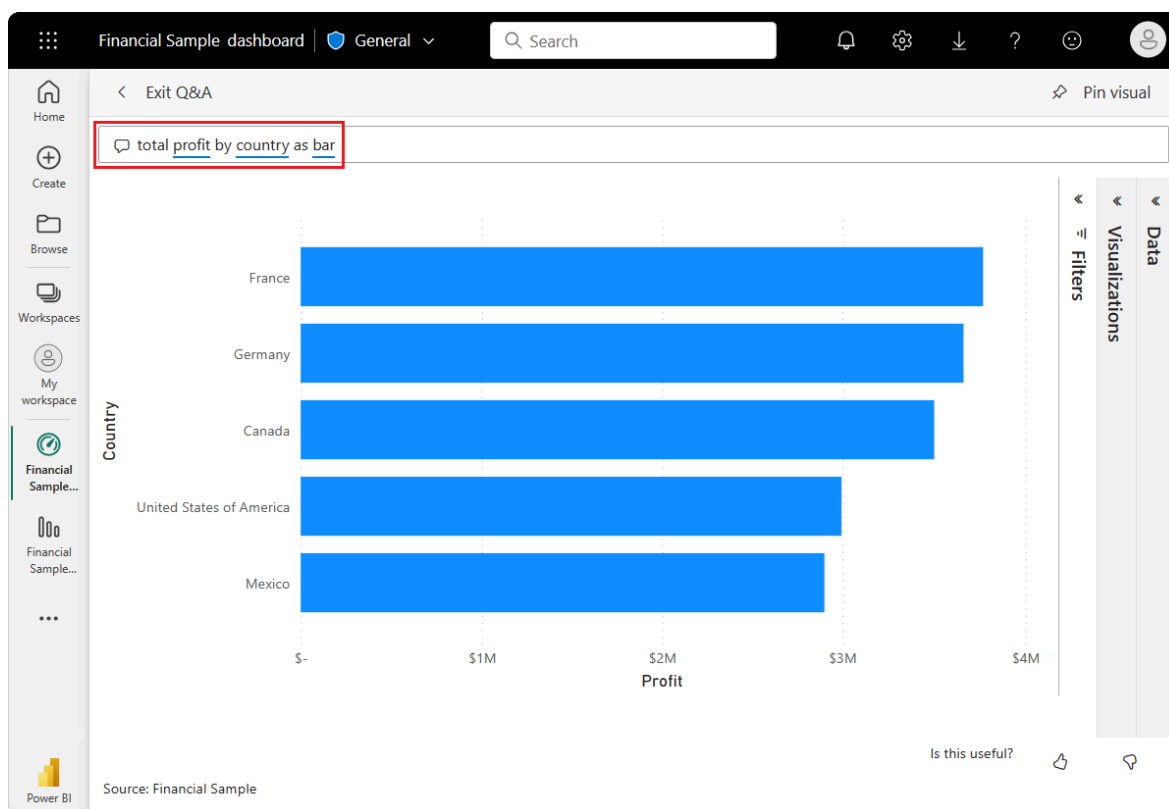 Financial Sample dashboard
General
Search
Home
Create
Browse
Workspaces
My
workspace
Financial
Sample...
Financial
Sample...
Power BI
Exit Q&A
Pin visual
total profit by country as bar
Country
France
Germany
Canada
United States of America
Mexico
$-
$1M
$2M
$3M
$4M
Profit
Filters
Visualizations
Data
Is this useful?
Source: Financial Sample